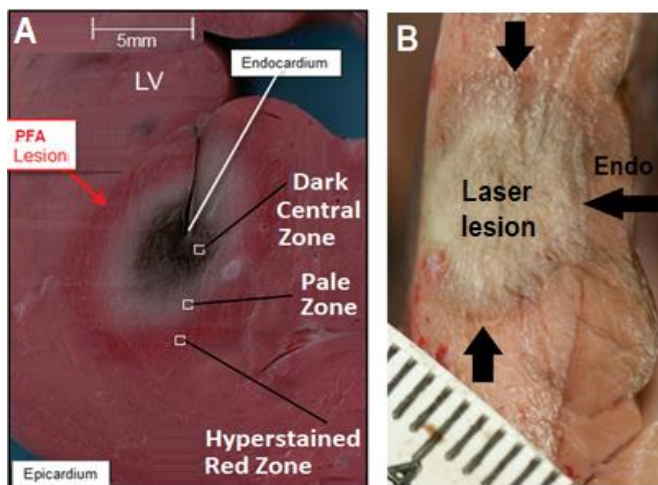 A
5mm
LV
Endocardium
PFA
Lesion
Dark
Central
Zone
Pale
Zone
Hyperstained
Red Zone
Epicardium
B
Endo
Laser
lesion